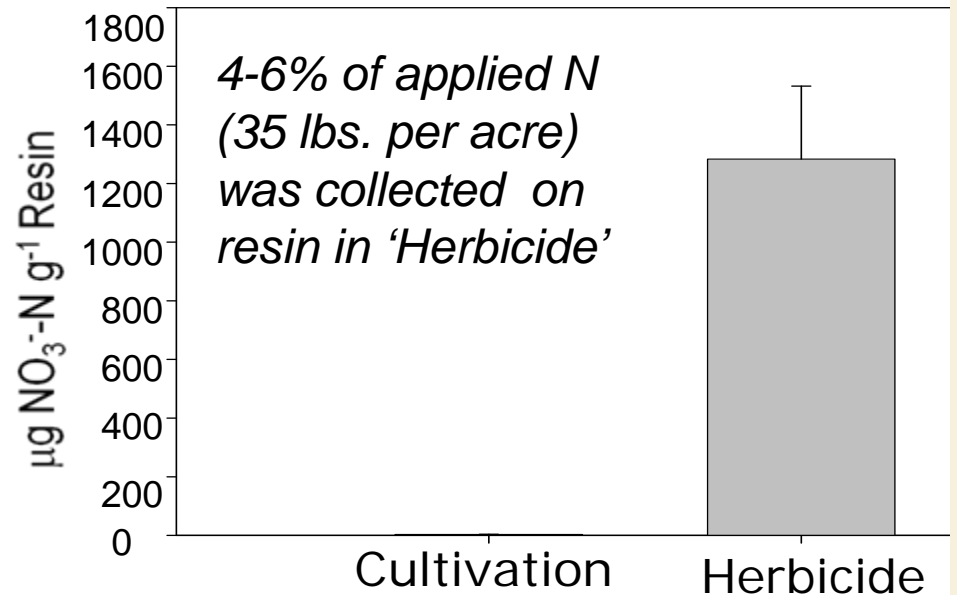 1800
1600
1400
1200
1000
800
600
400
200
0
µg NO₃⁻-N g⁻¹ Resin
4-6% of applied N
(35 lbs. per acre)
was collected on
resin in ‘Herbicide’
Cultivation
Herbicide